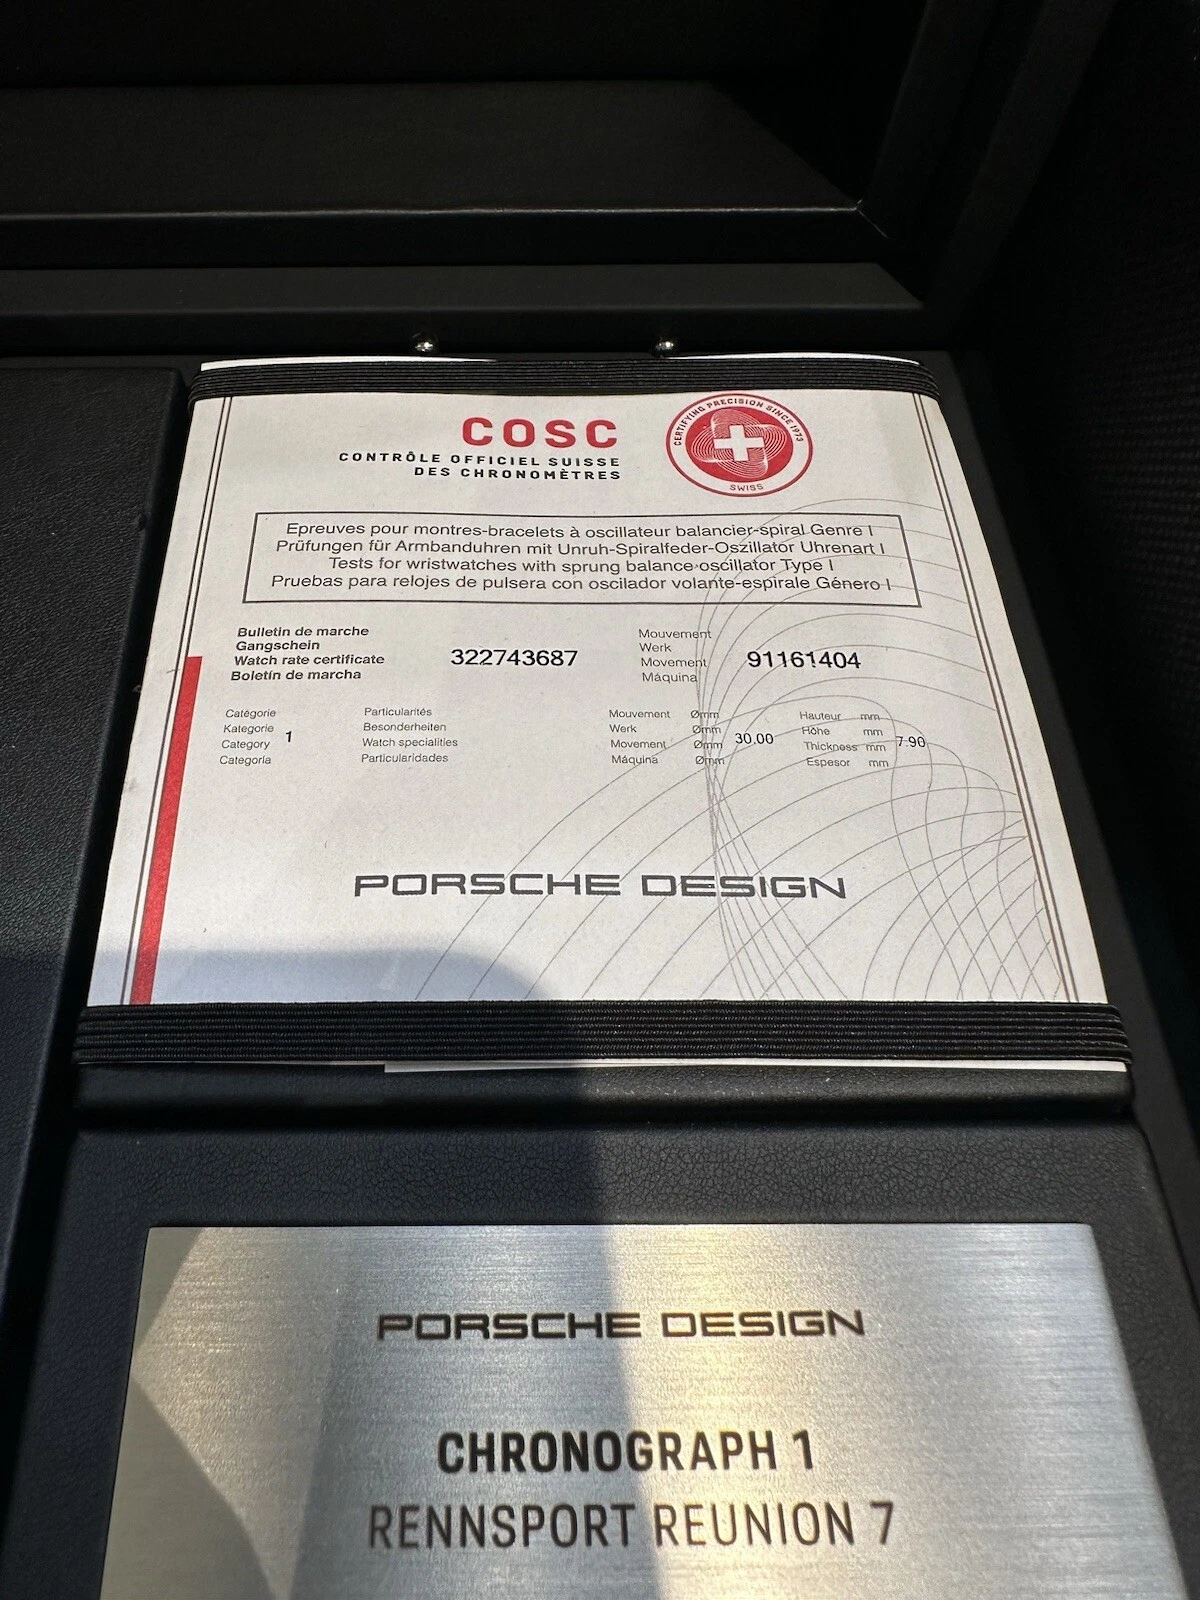 COSC
CONTRÔLE OFFICIEL SUISSE
DES CHRONOMÈTRES
CERTIFYING PRECISION SINCE 1973
SWISS
Epreuves pour montres-bracelets à oscillateur balancier-spiral Genre I
Prüfungen für Armbanduhren mit Unruh-Spiralfeder-Oszillator Uhrenart I
Tests for wristwatches with sprung balance-oscillator Type I
Pruebas para relojes de pulsera con oscilador volante-espirale Género I
Bulletin de marche
Gangschein
Watch rate certificate
Boletín de marcha
322743687
Mouvement
Werk
Movement
Máquina
91161404
Catégorie
Kategorie
Category
Categoría
1
Particularités
Besonderheiten
Watch specialities
Particularidades
Mouvement Ømm
Werk Ømm
Movement Ømm
Máquina Ømm
30.00
Hauteur mm
Höhe mm
Thickness mm
Espesor mm
7.90
PORSCHE DESIGN
PORSCHE DESIGN
CHRONOGRAPH 1
RENNSPORT REUNION 7